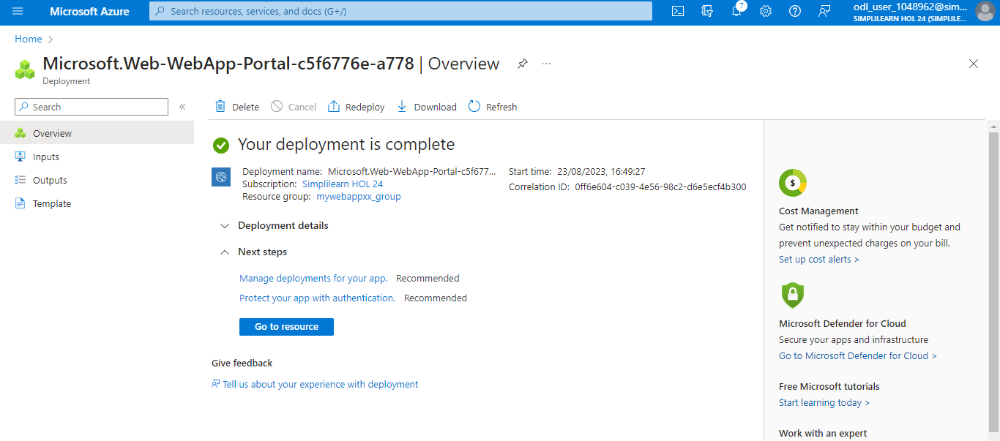 Microsoft Azure
Search resources, services, and docs (G+/)
7
odl_user_1048962@sim...
SIMPLILEARN HOL 24 (SIMPLILE...
Home >
Microsoft.Web-WebApp-Portal-c5f6776e-a778 | Overview
Deployment
Search
«
Delete
Cancel
Redeploy
Download
Refresh
Overview
Inputs
Outputs
Template
Your deployment is complete
Deployment name: Microsoft.Web-WebApp-Portal-c5f677...
Subscription: Simplilearn HOL 24
Resource group: mywebappxx_group
Start time: 23/08/2023, 16:49:27
Correlation ID: 0ff6e604-c039-4e56-98c2-d6e5ecf4b300
Deployment details
Next steps
Manage deployments for your app. Recommended
Protect your app with authentication. Recommended
Go to resource
Give feedback
Tell us about your experience with deployment
$
Cost Management
Get notified to stay within your budget and
prevent unexpected charges on your bill.
Set up cost alerts >
Microsoft Defender for Cloud
Secure your apps and infrastructure
Go to Microsoft Defender for Cloud >
Free Microsoft tutorials
Start learning today >
Work with an expert